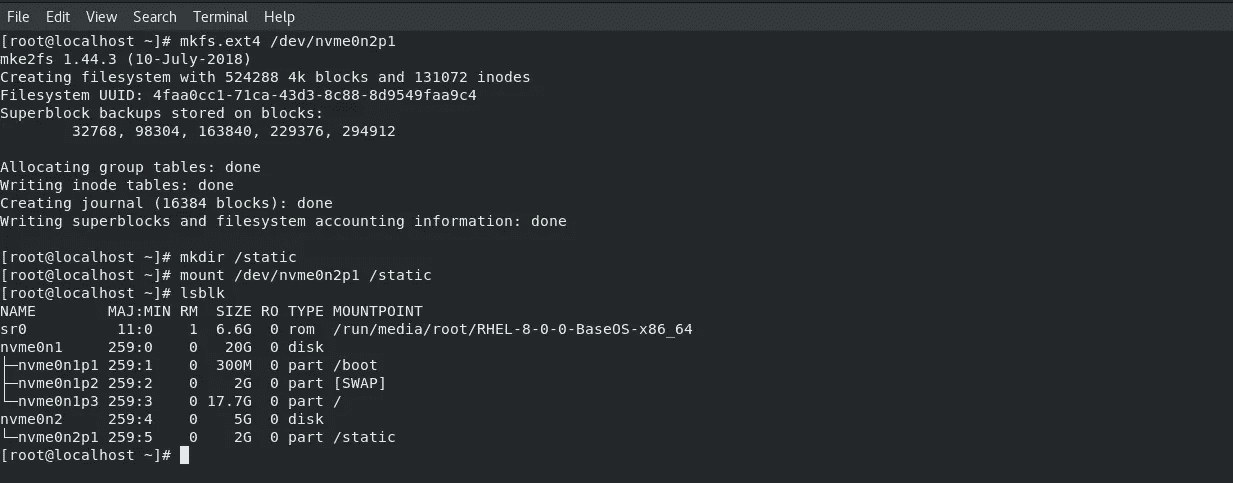 File Edit View Search Terminal Help
[root@localhost ~]# mkfs.ext4 /dev/nvme0n2p1
mke2fs 1.44.3 (10-July-2018)
Creating filesystem with 524288 4k blocks and 131072 inodes
Filesystem UUID: 4faa0cc1-71ca-43d3-8c88-8d9549faa9c4
Superblock backups stored on blocks:
        32768, 98304, 163840, 229376, 294912

Allocating group tables: done
Writing inode tables: done
Creating journal (16384 blocks): done
Writing superblocks and filesystem accounting information: done

[root@localhost ~]# mkdir /static
[root@localhost ~]# mount /dev/nvme0n2p1 /static
[root@localhost ~]# lsblk
NAME        MAJ:MIN RM  SIZE RO TYPE MOUNTPOINT
sr0          11:0    1  6.6G  0 rom  /run/media/root/RHEL-8-0-0-BaseOS-x86_64
nvme0n1     259:0    0   20G  0 disk
├─nvme0n1p1 259:1    0  300M  0 part /boot
├─nvme0n1p2 259:2    0    2G  0 part [SWAP]
└─nvme0n1p3 259:3    0 17.7G  0 part /
nvme0n2     259:4    0    5G  0 disk
└─nvme0n2p1 259:5    0    2G  0 part /static
[root@localhost ~]#